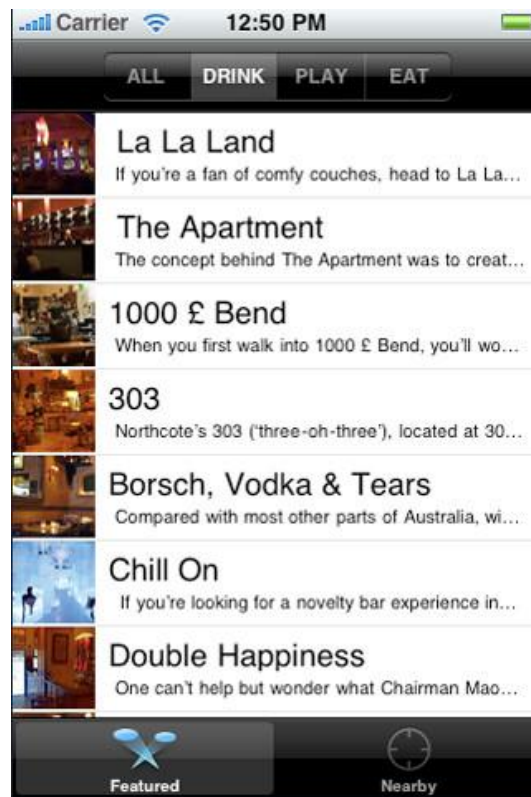 Carrier 12:50 PM
ALL DRINK PLAY EAT
La La Land
If you're a fan of comfy couches, head to La La...
The Apartment
The concept behind The Apartment was to creat...
1000 £ Bend
When you first walk into 1000 £ Bend, you'll wo...
303
Northcote's 303 ('three-oh-three'), located at 30...
Borsch, Vodka & Tears
Compared with most other parts of Australia, wi...
Chill On
If you're looking for a novelty bar experience in...
Double Happiness
One can't help but wonder what Chairman Mao...
Featured Nearby